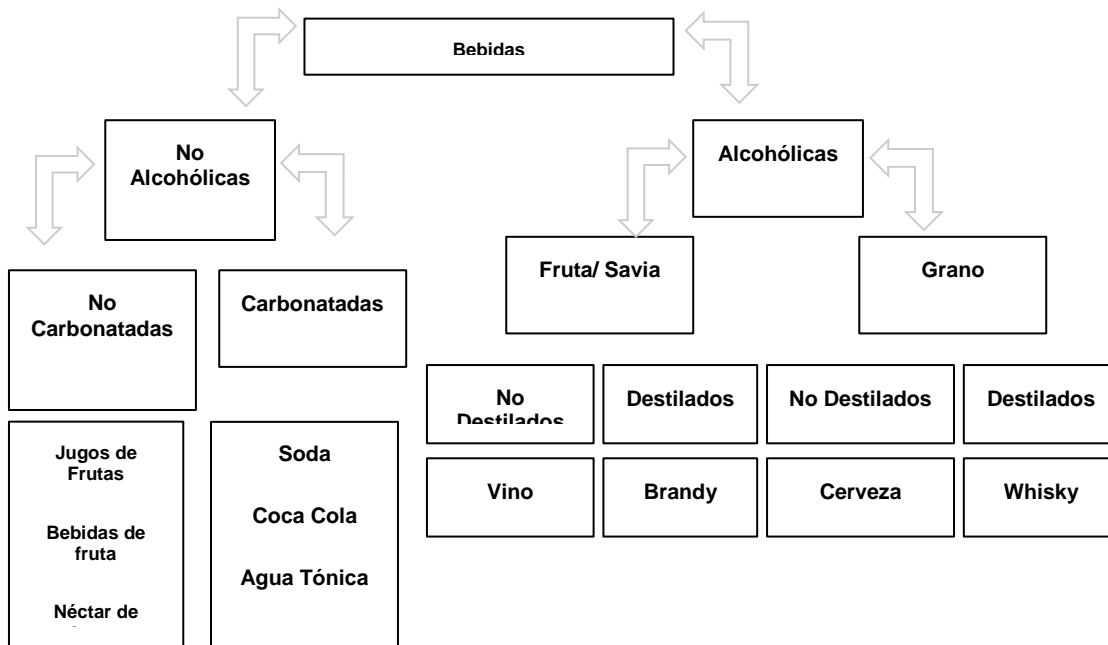 Bebidas
No
Alcohólicas
Alcohólicas
Fruta/ Savia
Grano
No
Carbonatadas
Carbonatadas
No
Destilados
Destilados
No Destilados
Destilados
Jugos de
Frutas
Bebidas de
fruta
Néctar de
Soda
Coca Cola
Agua Tónica
Vino
Brandy
Cerveza
Whisky